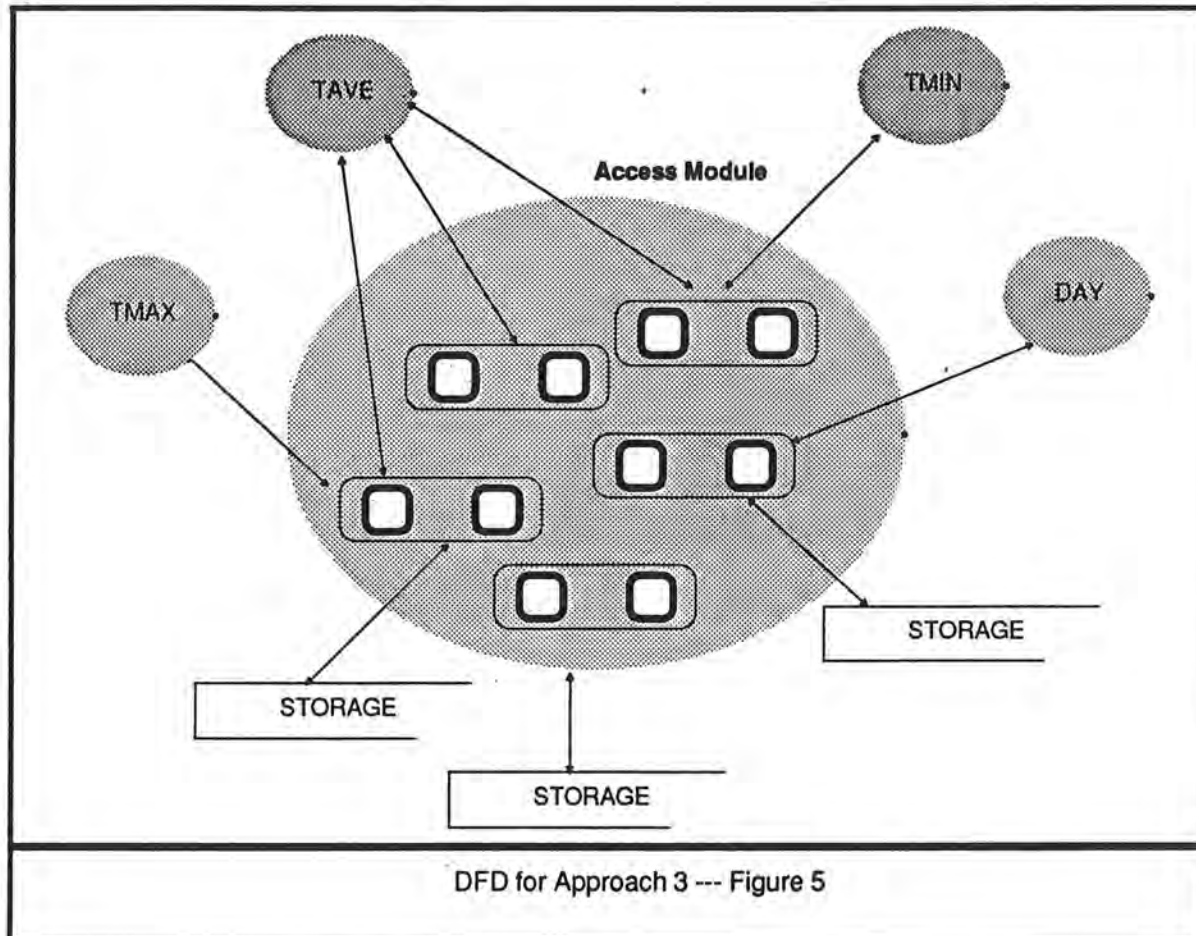 TAVE
TMIN
Access Module
TMAX
DAY
STORAGE
STORAGE
STORAGE
DFD for Approach 3 --- Figure 5